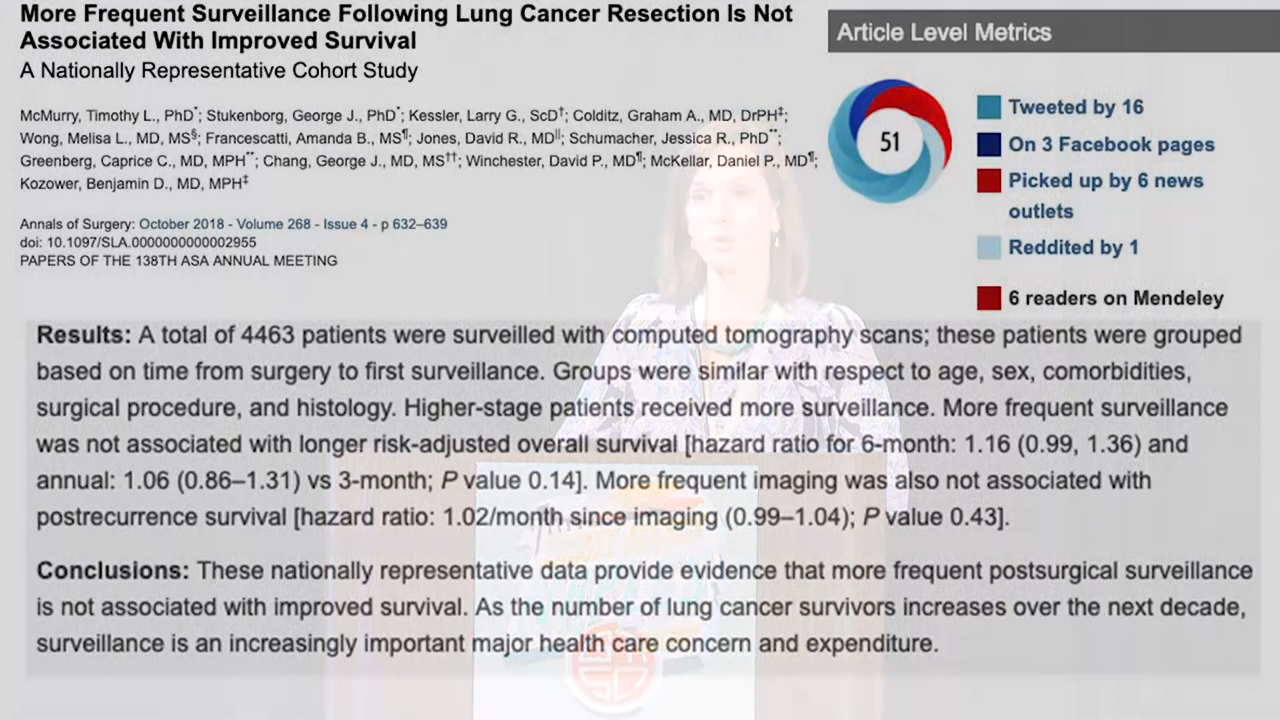 More Frequent Surveillance Following Lung Cancer Resection Is Not
Associated With Improved Survival
A Nationally Representative Cohort Study
McMurry, Timothy L., PhD*; Stukenborg, George J., PhD*; Kessler, Larry G., ScD†; Colditz, Graham A., MD, DrPH‡;
Wong, Melisa L., MD, MS§; Francescatti, Amanda B., MS¶; Jones, David R., MD||; Schumacher, Jessica R., PhD**;
Greenberg, Caprice C., MD, MPH**; Chang, George J., MD, MS††; Winchester, David P., MD¶; McKellar, Daniel P., MD¶;
Kozower, Benjamin D., MD, MPH‡
Annals of Surgery: October 2018 - Volume 268 - Issue 4 - p 632–639
doi: 10.1097/SLA.0000000000002955
PAPERS OF THE 138TH ASA ANNUAL MEETING
Article Level Metrics
51
Tweeted by 16
On 3 Facebook pages
Picked up by 6 news
outlets
Reddited by 1
6 readers on Mendeley
Results: A total of 4463 patients were surveilled with computed tomography scans; these patients were grouped
based on time from surgery to first surveillance. Groups were similar with respect to age, sex, comorbidities,
surgical procedure, and histology. Higher-stage patients received more surveillance. More frequent surveillance
was not associated with longer risk-adjusted overall survival [hazard ratio for 6-month: 1.16 (0.99, 1.36) and
annual: 1.06 (0.86–1.31) vs 3-month; P value 0.14]. More frequent imaging was also not associated with
postrecurrence survival [hazard ratio: 1.02/month since imaging (0.99–1.04); P value 0.43].
Conclusions: These nationally representative data provide evidence that more frequent postsurgical surveillance
is not associated with improved survival. As the number of lung cancer survivors increases over the next decade,
surveillance is an increasingly important major health care concern and expenditure.